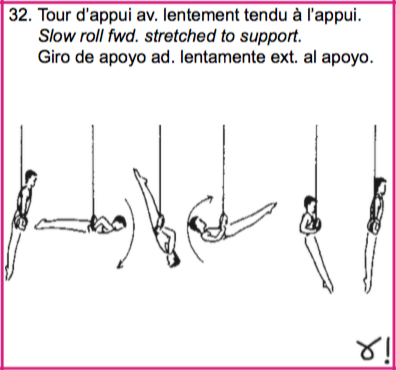 32. Tour d'appui av. lentement tendu à l'appui.
Slow roll fwd. stretched to support.
Giro de apoyo ad. lentamente ext. al apoyo.